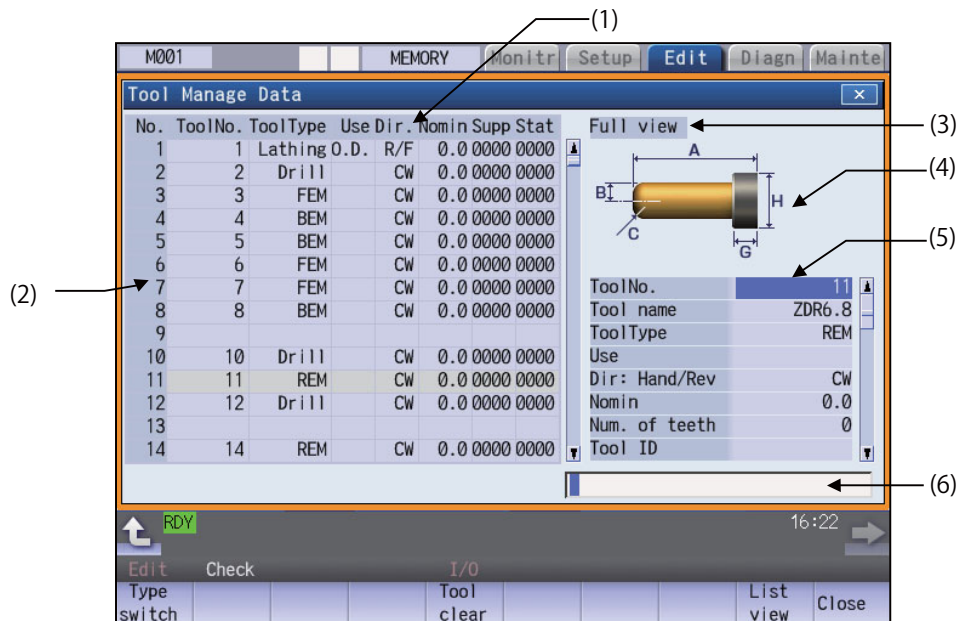 (1)
M001 MEMORY Monitr Setup Edit Diagn Mainte
Tool Manage Data
No. ToolNo. ToolType Use Dir. Nomin Supp Stat
1 1 Lathing O.D. R/F 0.0 0000 0000
2 2 Drill CW 0.0 0000 0000
3 3 FEM CW 0.0 0000 0000
4 4 BEM CW 0.0 0000 0000
5 5 BEM CW 0.0 0000 0000
6 6 FEM CW 0.0 0000 0000
7 7 FEM CW 0.0 0000 0000
8 8 BEM CW 0.0 0000 0000
9
10 10 Drill CW 0.0 0000 0000
11 11 REM CW 0.0 0000 0000
12 12 Drill CW 0.0 0000 0000
13
14 14 REM CW 0.0 0000 0000
(2)
Full view
(3)
A
B
C
H
G
(4)
(5)
ToolNo. 11
Tool name ZDR6.8
ToolType REM
Use
Dir: Hand/Rev CW
Nomin 0.0
Num. of teeth 0
Tool ID
(6)
RDY 16:22
Edit Check I/O
Type switch
Tool clear
List view
Close